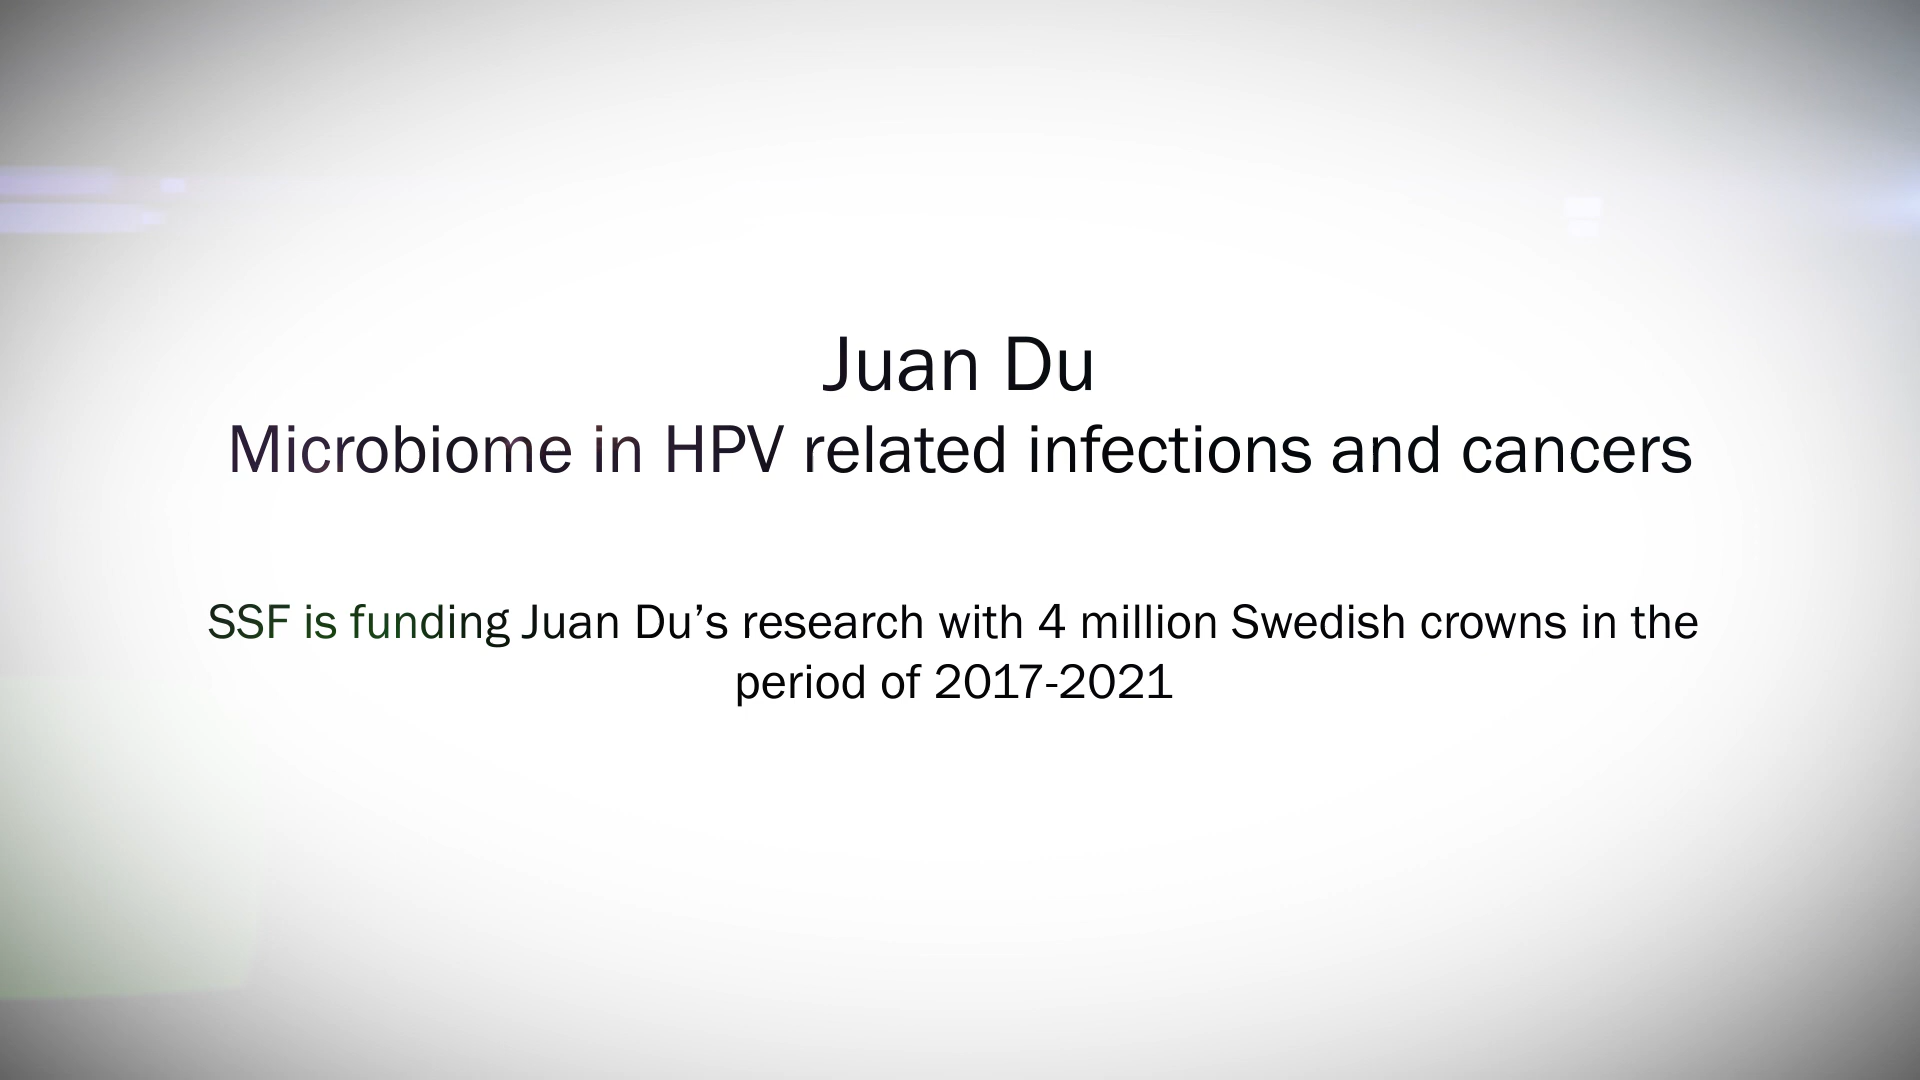 Juan Du
Microbiome in HPV related infections and cancers
SSF is funding Juan Du’s research with 4 million Swedish crowns in the
period of 2017-2021